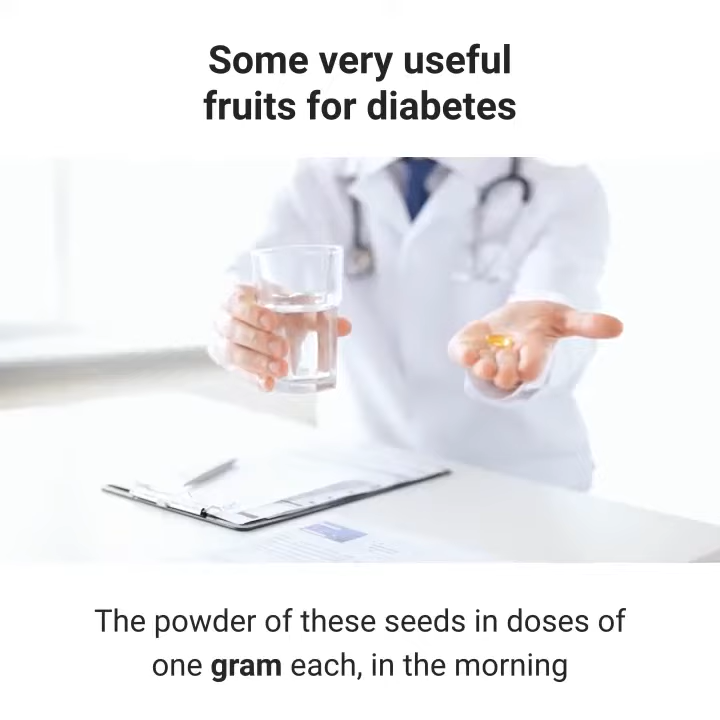 Some very useful
fruits for diabetes
The powder of these seeds in doses of
one gram each, in the morning